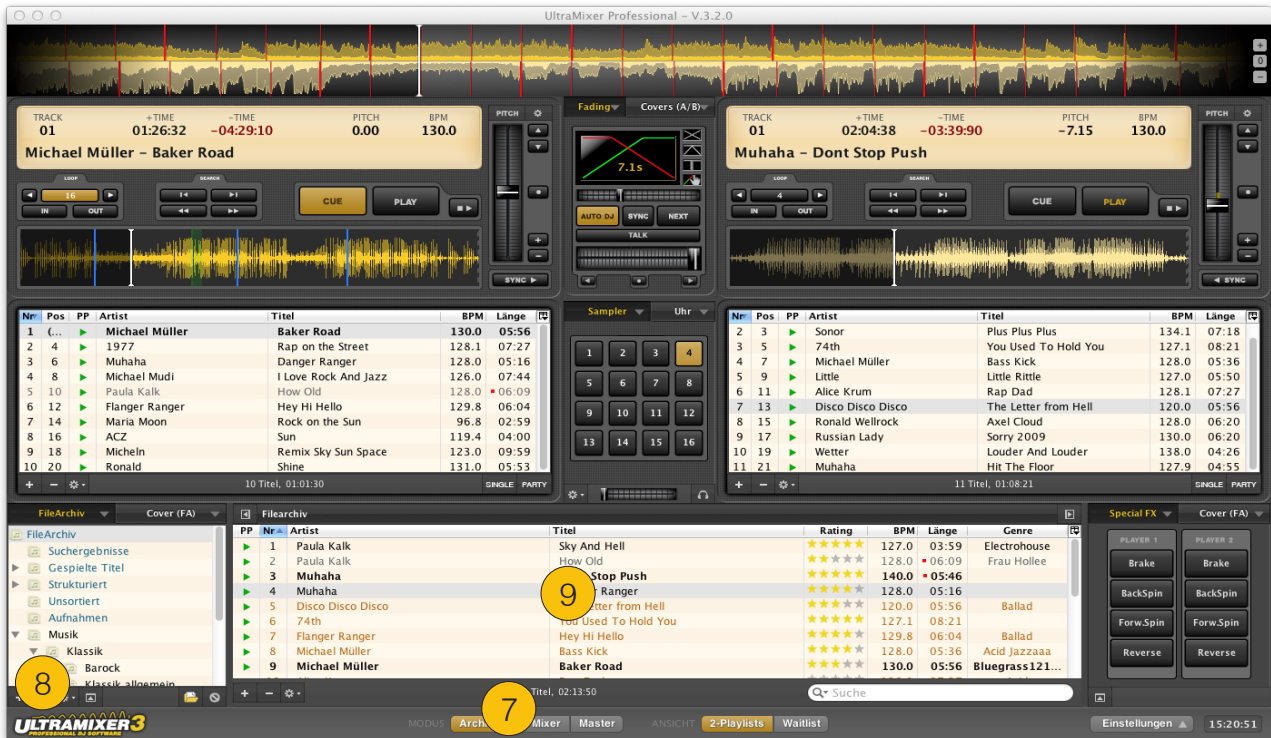 UltraMixer Professional – V.3.2.0
+
0
−
TRACK +TIME -TIME PITCH BPM
01 01:26:32 -04:29:10 0.00 130.0
Michael Müller – Baker Road
PITCH
LOOP SEARCH
16
IN OUT
CUE PLAY
SYNC
Fading Covers (A/B)
7.1s
AUTO DJ SYNC NEXT
TALK
TRACK +TIME -TIME PITCH BPM
01 02:04:38 -03:39:90 -7.15 130.0
Muhaha – Dont Stop Push
PITCH
LOOP SEARCH
4
IN OUT
CUE PLAY
SYNC
Nr Pos PP Artist Titel BPM Länge
1 (... Michael Müller Baker Road 130.0 05:56
2 4 1977 Rap on the Street 128.1 07:27
3 6 Muhaha Danger Ranger 128.0 05:16
4 8 Michael Mudi I Love Rock And Jazz 126.0 07:44
5 10 Paula Kalk How Old 128.0 06:09
6 12 Flanger Ranger Hey Hi Hello 129.8 06:04
7 14 Maria Moon Rock on the Sun 96.8 02:59
8 16 ACZ Sun 119.4 04:00
9 18 Micheln Remix Sky Sun Space 123.0 09:59
10 20 Ronald Shine 131.0 05:53
+ − 10 Titel, 01:01:30 SINGLE PARTY
Sampler Uhr
1 2 3 4
5 6 7 8
9 10 11 12
13 14 15 16
Nr Pos PP Artist Titel BPM Länge
2 3 Sonor Plus Plus Plus 134.1 07:18
3 5 74th You Used To Hold You 127.1 08:21
4 7 Michael Müller Bass Kick 128.0 05:36
5 9 Little Little Rittle 127.0 05:50
6 11 Alice Krum Rap Dad 128.1 07:27
7 13 Disco Disco Disco The Letter from Hell 120.0 05:56
8 15 Ronald Wellrock Axel Cloud 128.0 06:20
9 17 Russian Lady Sorry 2009 130.0 06:20
10 19 Wetter Louder And Louder 138.0 04:26
11 21 Muhaha Hit The Floor 127.9 04:55
+ − 11 Titel, 01:08:21 SINGLE PARTY
FileArchiv Cover (FA)
FileArchiv
Suchergebnisse
Gespielte Titel
Strukturiert
Unsortiert
Aufnahmen
Musik
Klassik
Barock
Klassik allgemein
8
Filearchiv
PP Nr Artist Titel Rating BPM Länge Genre
1 Paula Kalk Sky And Hell 127.0 03:59 Electrohouse
2 Paula Kalk How Old 128.0 06:09 Frau Hollee
3 Muhaha Stop Push 140.0 05:46
4 Muhaha Ranger 128.0 05:16
5 Disco Disco Disco from Hell 120.0 05:56 Ballad
6 74th You Used To Hold You 127.1 08:21
7 Flanger Ranger Hey Hi Hello 129.8 06:04 Ballad
8 Michael Müller Bass Kick 128.0 05:36 Acid Jazzaaa
9 Michael Müller Baker Road 130.0 05:56 Bluegrass121...
9
+ − Titel, 02:13:50 Suche
Special FX Cover (FA)
PLAYER 1 PLAYER 2
Brake Brake
BackSpin BackSpin
Forw.Spin Forw.Spin
Reverse Reverse
ULTRAMIXER 3
PROFESSIONAL DJ SOFTWARE
MODUS Archi 7 Mixer Master ANSICHT 2-Playlists Waitlist
Einstellungen 15:20:51